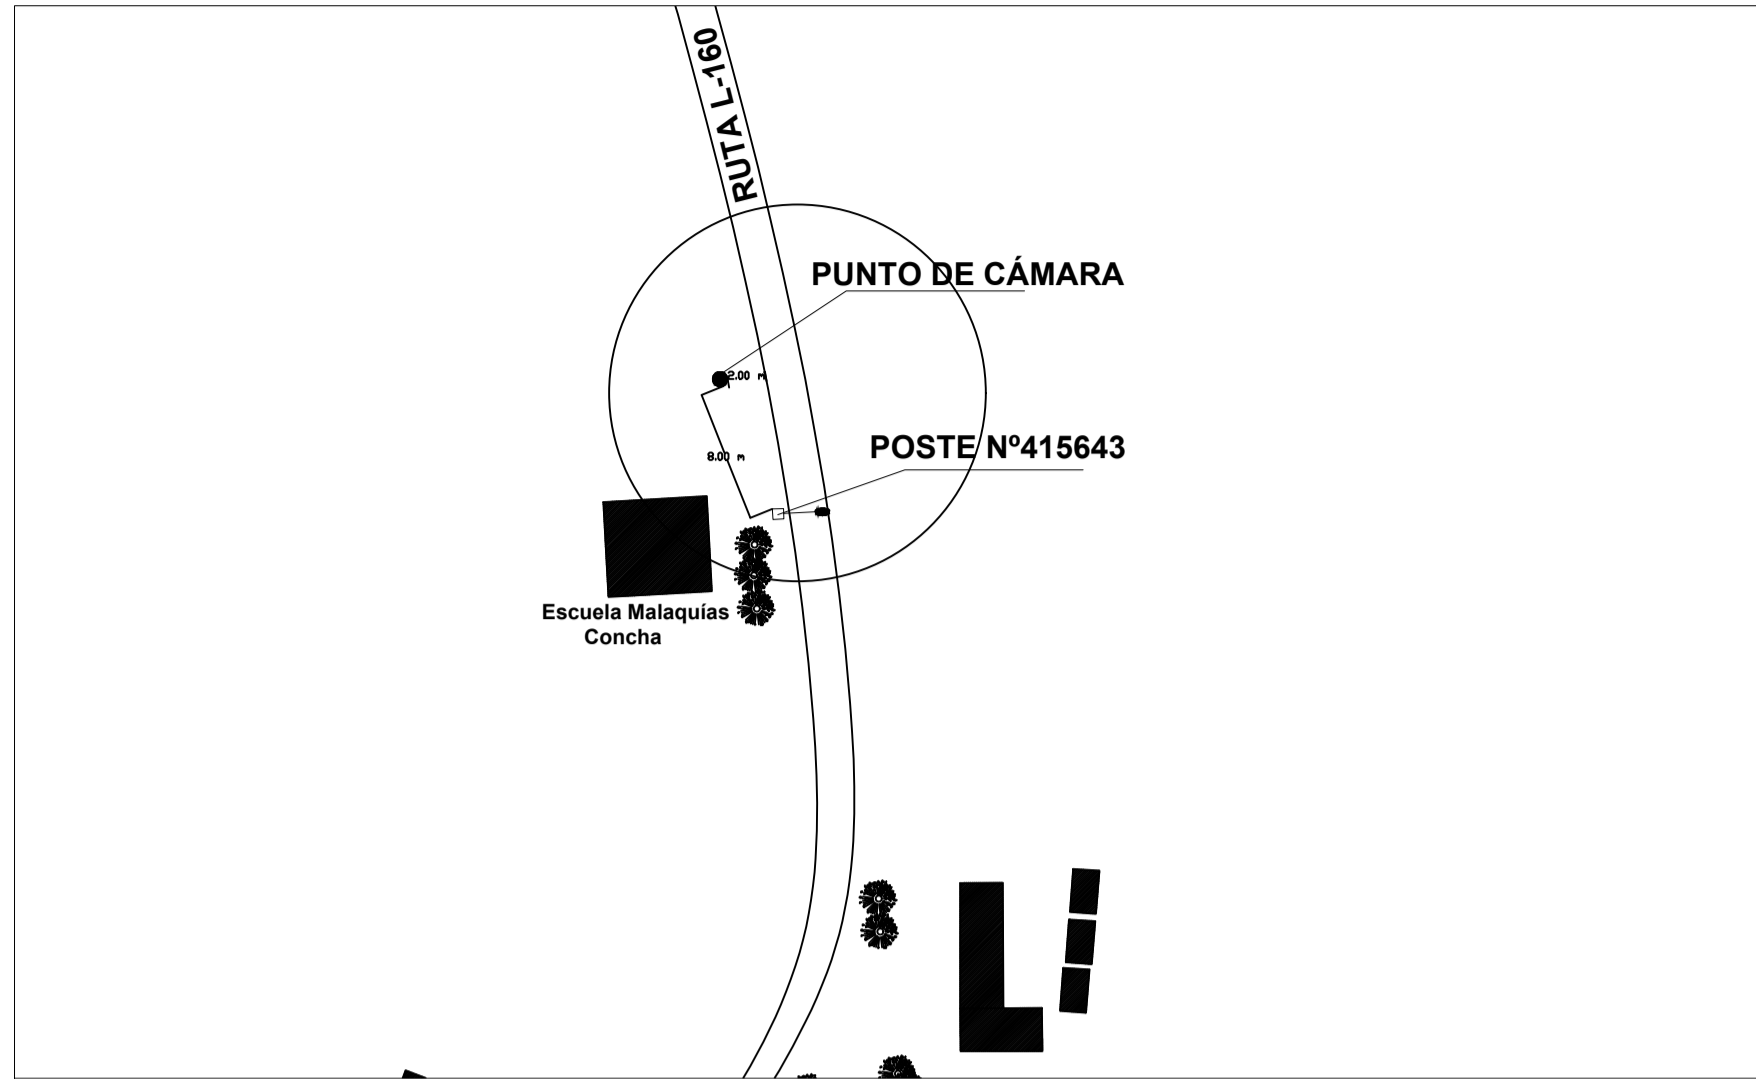 RUTA L-160
PUNTO DE CÁMARA
2.00 m
POSTE Nº415643
8.00 m
Escuela Malaquías
Concha